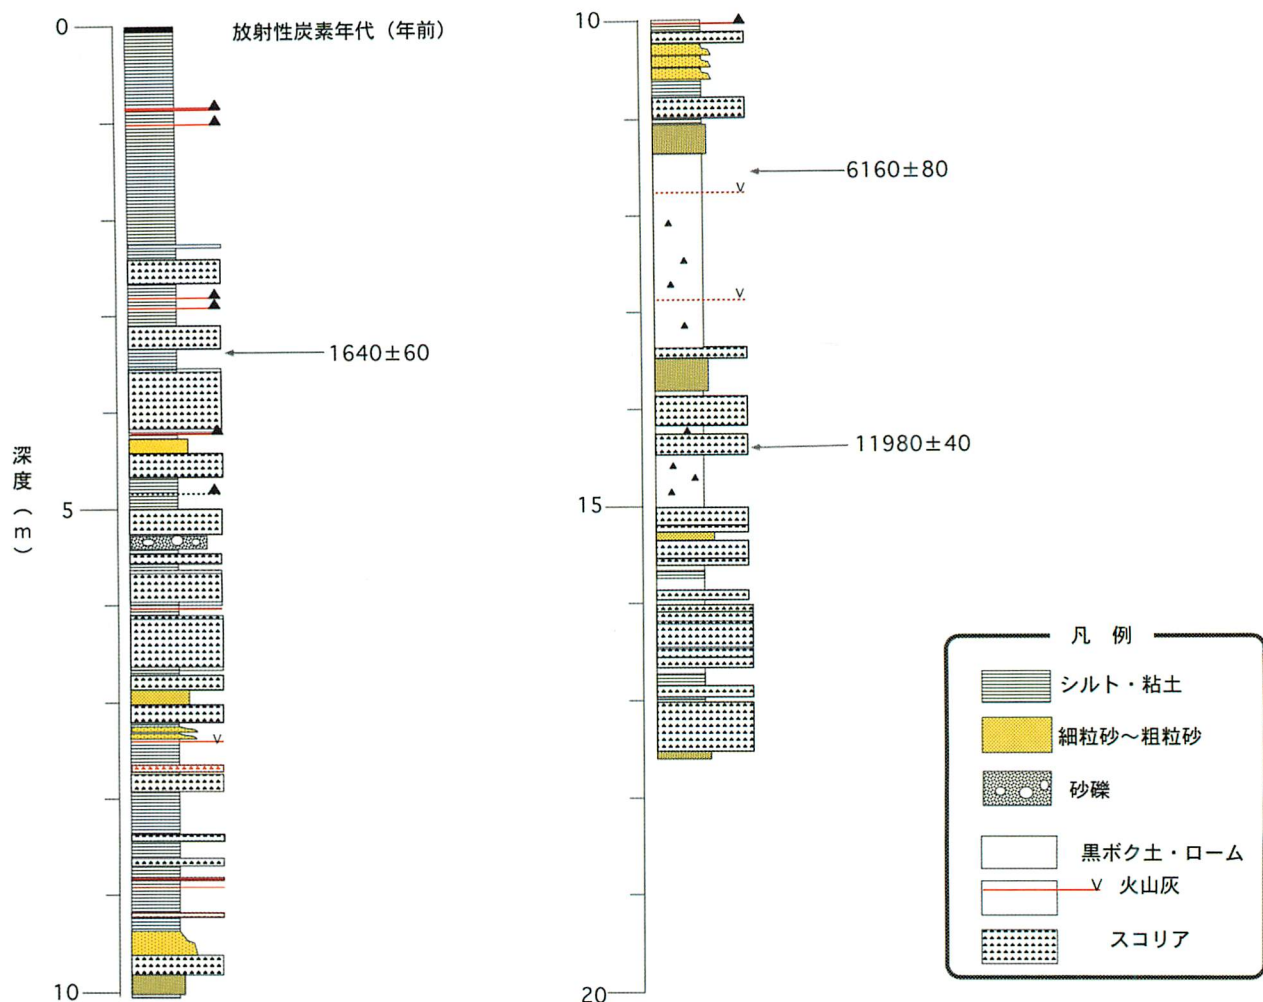 放射性炭素年代（年前）
0
5
10
深度（m）
1640±60
v
10
15
20
6160±80
v
v
11980±40
凡 例
シルト・粘土
細粒砂～粗粒砂
砂礫
黒ボク土・ローム
v 火山灰
スコリア